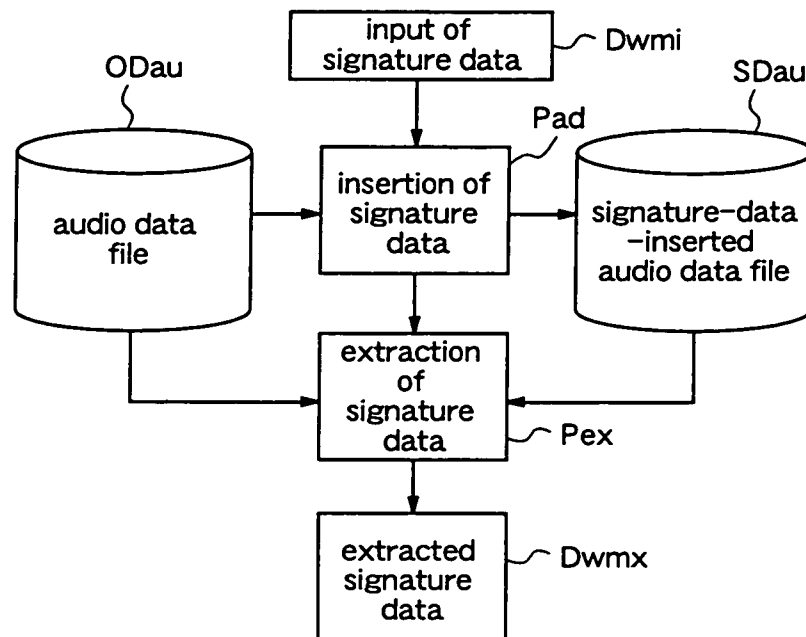 input of
signature data
Dwmi
ODau
SDau
Pad
audio data
file
insertion of
signature
data
signature-data
-inserted
audio data file
extraction
of
signature
data
Pex
extracted
signature
data
Dwmx